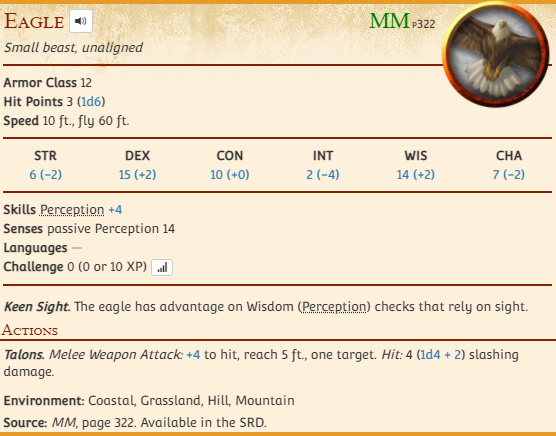 Eagle MM P322
Small beast, unaligned
Armor Class 12
Hit Points 3 (1d6)
Speed 10 ft., fly 60 ft.
STR DEX CON INT WIS CHA
6 (−2) 15 (+2) 10 (+0) 2 (−4) 14 (+2) 7 (−2)
Skills Perception +4
Senses passive Perception 14
Languages —
Challenge 0 (0 or 10 XP)
Keen Sight. The eagle has advantage on Wisdom (Perception) checks that rely on sight.
Actions
Talons. Melee Weapon Attack: +4 to hit, reach 5 ft., one target. Hit: 4 (1d4 + 2) slashing
damage.
Environment: Coastal, Grassland, Hill, Mountain
Source: MM, page 322. Available in the SRD.